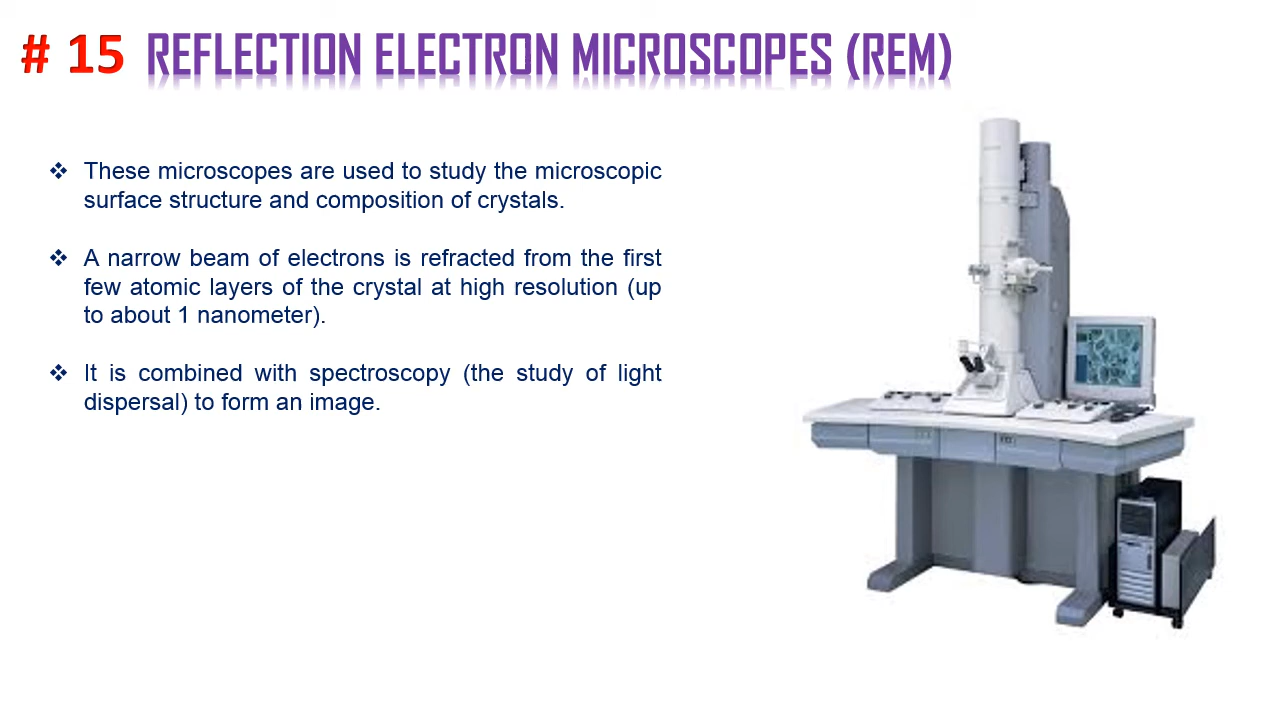 # 15 REFLECTION ELECTRON MICROSCOPES (REM)
❖ These microscopes are used to study the microscopic
surface structure and composition of crystals.
❖ A narrow beam of electrons is refracted from the first
few atomic layers of the crystal at high resolution (up
to about 1 nanometer).
❖ It is combined with spectroscopy (the study of light
dispersal) to form an image.